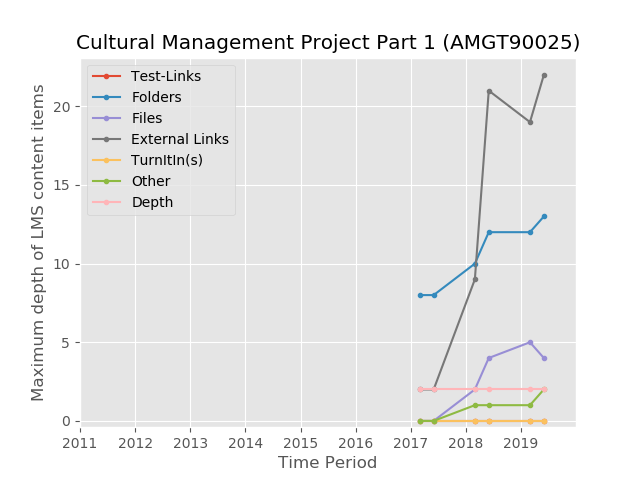 Cultural Management Project Part 1 (AMGT90025)
Test-Links
Folders
Files
External Links
TurnItIn(s)
Other
Depth
Maximum depth of LMS content items
20
15
10
5
0
2011 2012 2013 2014 2015 2016 2017 2018 2019
Time Period